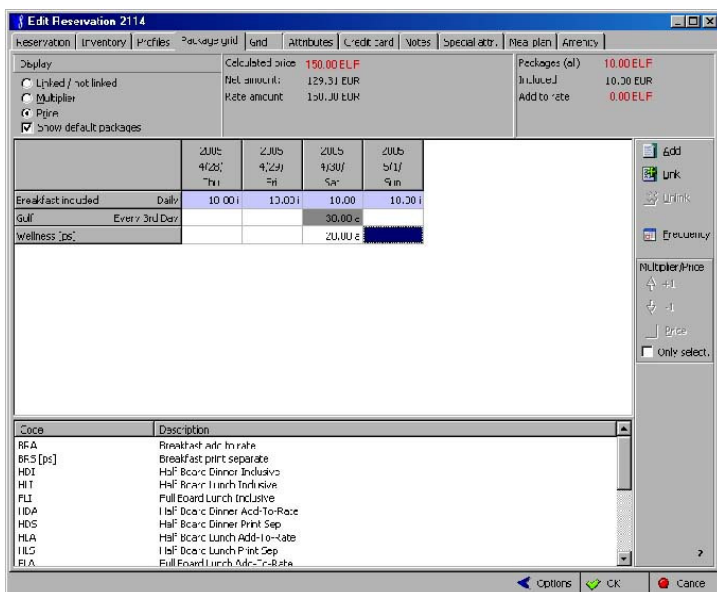 Edit Reservation 2114
Reservation Inventory Profiles Package grid Grid Attributes Credit card Notes Special attr. Meal plan Amenity
Display
Linked / not linked
Multiplier
Price
Show default packages
Calculated price 150.00 EUR
Net amount: 129.31 EUR
Rate amount 150.00 EUR
Packages (all) 10.00 EUR
Included 10.00 EUR
Add to rate 0.00 EUR
2005 2005 2005 2005
4/28/ 4/29/ 4/30/ 5/1/
Thu Fri Sat Sun
Breakfast included Daily 10.00 i 10.00 i 10.00 10.00 i
Golf Every 3rd Day 30.00 a
Wellness [ps] 20.00 a
Add
Link
Unlink
Frequency
Multiplier/Price
+1
-1
Price
Only select.
Code Description
BRA Breakfast add to rate
BRS [ps] Breakfast print separate
HDI Half Board Dinner Inclusive
HLI Half Board Lunch Inclusive
FLI Full Board Lunch Inclusive
HDA Half Board Dinner Add-To-Rate
HDS Half Board Dinner Print Sep
HLA Half Board Lunch Add-To-Rate
HLS Half Board Lunch Print Sep
FLA Full Board Lunch Add-To-Rate
?
Options OK Cancel